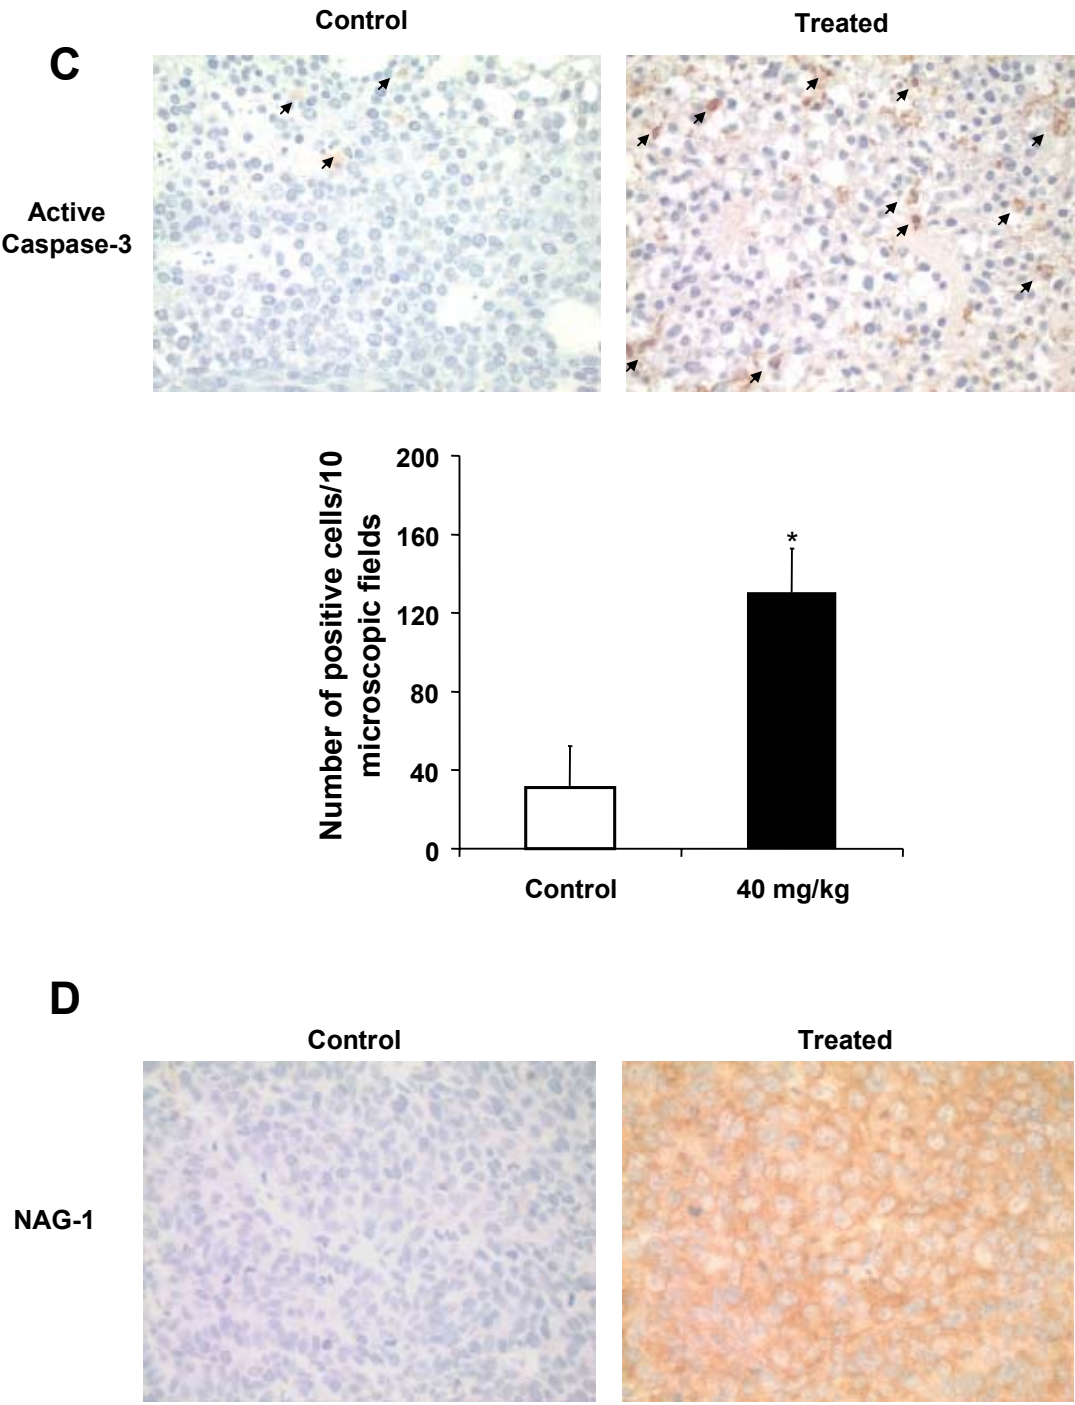 Control
Treated
C
Active
Caspase-3
Number of positive cells/10
microscopic fields
200
160
120
80
40
0
*
Control
40 mg/kg
D
Control
Treated
NAG-1